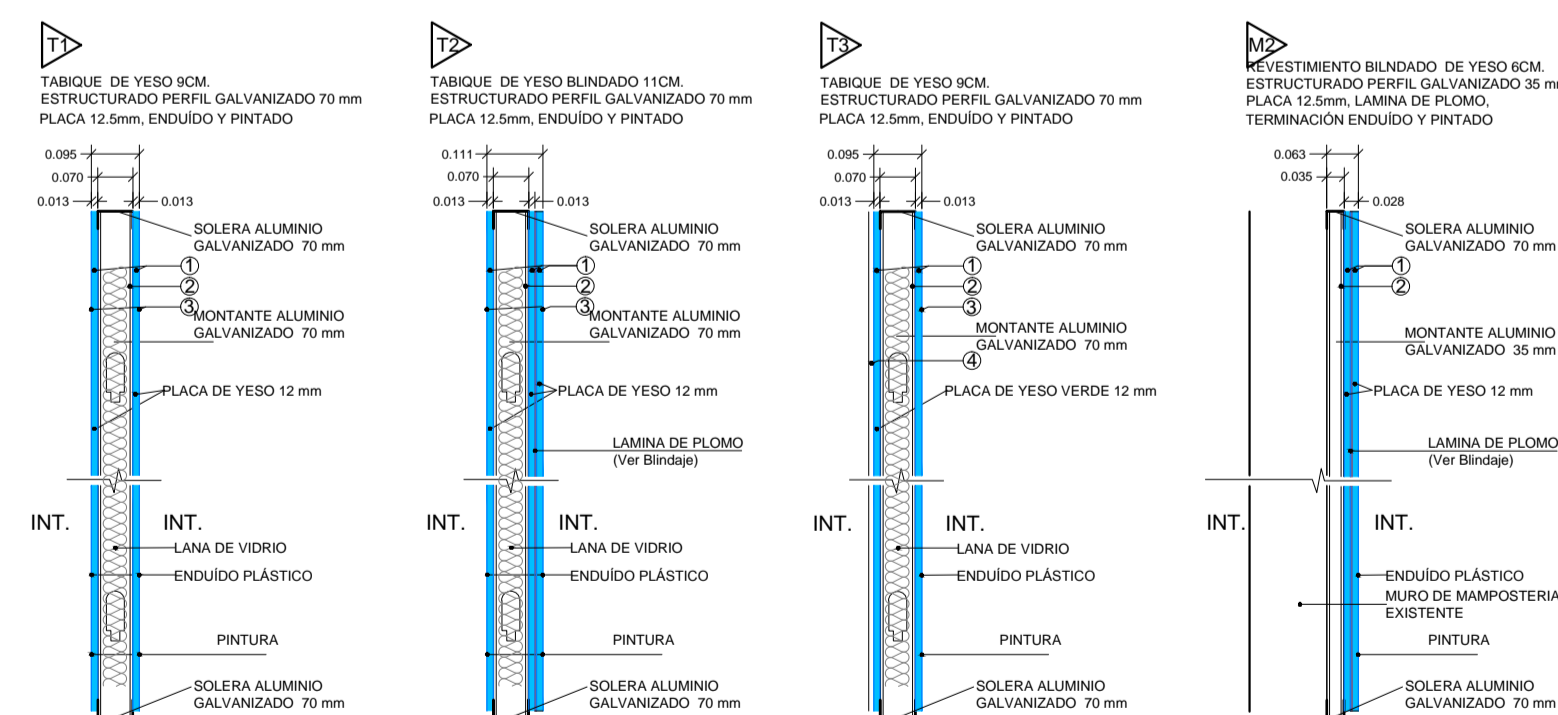 T1
TABIQUE DE YESO 9CM.
ESTRUCTURADO PERFIL GALVANIZADO 70 mm
PLACA 12.5mm, ENDUÍDO Y PINTADO
0.095
0.070
0.013
0.013
SOLERA ALUMINIO
GALVANIZADO 70 mm
1
2
3
MONTANTE ALUMINIO
GALVANIZADO 70 mm
PLACA DE YESO 12 mm
INT.
INT.
LANA DE VIDRIO
ENDUÍDO PLÁSTICO
PINTURA
SOLERA ALUMINIO
GALVANIZADO 70 mm
T2
TABIQUE DE YESO BLINDADO 11CM.
ESTRUCTURADO PERFIL GALVANIZADO 70 mm
PLACA 12.5mm, ENDUÍDO Y PINTADO
0.111
0.070
0.013
0.013
SOLERA ALUMINIO
GALVANIZADO 70 mm
1
2
3
MONTANTE ALUMINIO
GALVANIZADO 70 mm
PLACA DE YESO 12 mm
LAMINA DE PLOMO
(Ver Blindaje)
INT.
INT.
LANA DE VIDRIO
ENDUÍDO PLÁSTICO
PINTURA
SOLERA ALUMINIO
GALVANIZADO 70 mm
T3
TABIQUE DE YESO 9CM.
ESTRUCTURADO PERFIL GALVANIZADO 70 mm
PLACA 12.5mm, ENDUÍDO Y PINTADO
0.095
0.070
0.013
0.013
SOLERA ALUMINIO
GALVANIZADO 70 mm
1
2
3
MONTANTE ALUMINIO
GALVANIZADO 70 mm
4
PLACA DE YESO VERDE 12 mm
INT.
INT.
LANA DE VIDRIO
ENDUÍDO PLÁSTICO
PINTURA
SOLERA ALUMINIO
GALVANIZADO 70 mm
M2
REVESTIMIENTO BILNDADO DE YESO 6CM.
ESTRUCTURADO PERFIL GALVANIZADO 35 m
PLACA 12.5mm, LAMINA DE PLOMO,
TERMINACIÓN ENDUÍDO Y PINTADO
0.063
0.035
0.028
SOLERA ALUMINIO
GALVANIZADO 70 mm
1
2
MONTANTE ALUMINIO
GALVANIZADO 35 mm
PLACA DE YESO 12 mm
LAMINA DE PLOMO
(Ver Blindaje)
INT.
INT.
ENDUÍDO PLÁSTICO
MURO DE MAMPOSTERIA
EXISTENTE
PINTURA
SOLERA ALUMINIO
GALVANIZADO 70 mm